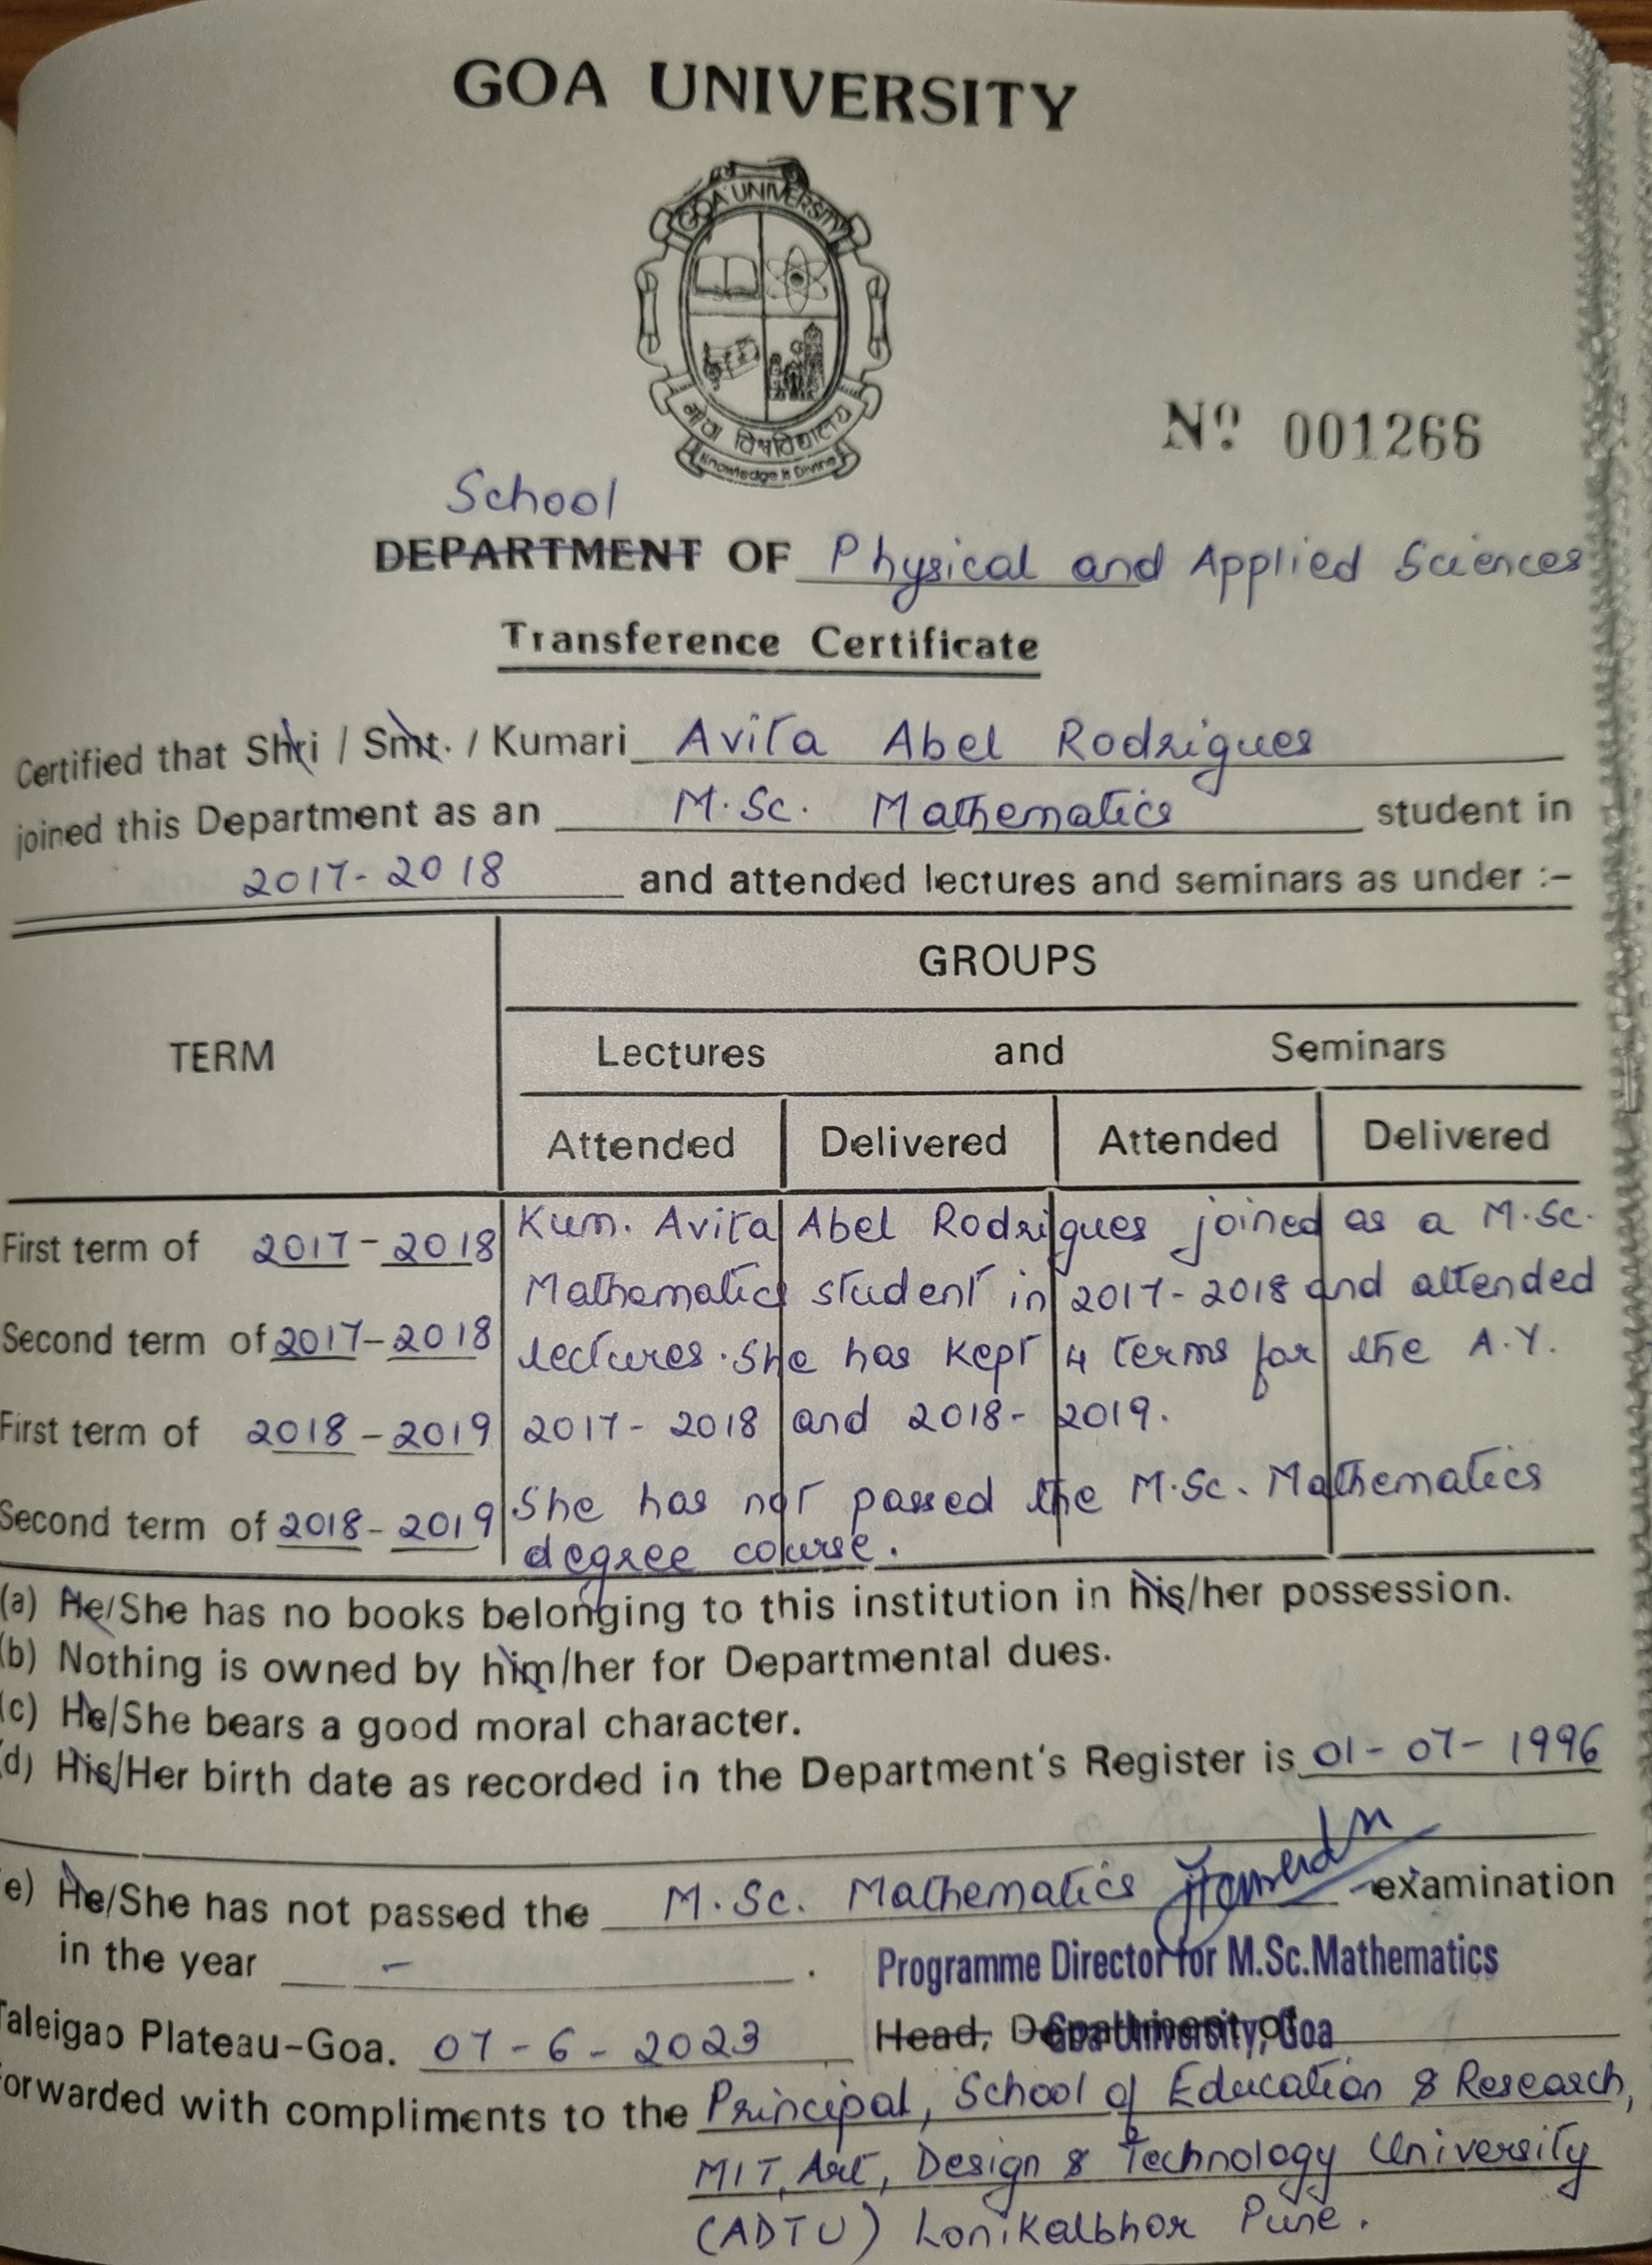 GOA UNIVERSITY
GOA UNIVERSITY
गोंय विश्वविद्यालय
Knowledge is Divine
Nº 001266
School
DEPARTMENT OF Physical and Applied Sciences
Transference Certificate
Certified that Shri / Smt. / Kumari Avita Abel Rodrigues
joined this Department as an M.Sc. Mathematics student in
2017-2018 and attended lectures and seminars as under :-
GROUPS
TERM
Lectures and Seminars
Attended Delivered Attended Delivered
First term of 2017-2018 Kum. Avita Abel Rodrigues joined as a M.Sc.
Mathematics student in 2017-2018 and attended
Second term of 2017-2018 lectures. She has kept 4 terms for the A.Y.
First term of 2018-2019 2017-2018 and 2018-2019.
Second term of 2018-2019 She has not passed the M.Sc. Mathematics
degree course.
(a) He/She has no books belonging to this institution in his/her possession.
(b) Nothing is owned by him/her for Departmental dues.
(c) He/She bears a good moral character.
(d) His/Her birth date as recorded in the Department's Register is 01-07-1996
(e) He/She has not passed the M.Sc. Mathematics examination
in the year - .
Programme Director for M.Sc.Mathematics
Taleigao Plateau-Goa. 07-6-2023 Head, Department of
Goa University, Goa
Forwarded with compliments to the Principal, School of Education & Research,
MIT, Art, Design & Technology University
(ADTU) Lonikalbhor Pune.